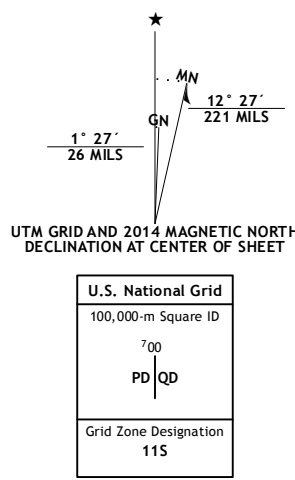 ★
MN
GN
12° 27´
221 MILS
1° 27´
26 MILS
UTM GRID AND 2014 MAGNETIC NORTH
DECLINATION AT CENTER OF SHEET
U.S. National Grid
100,000-m Square ID
⁷00
PD QD
Grid Zone Designation
11S